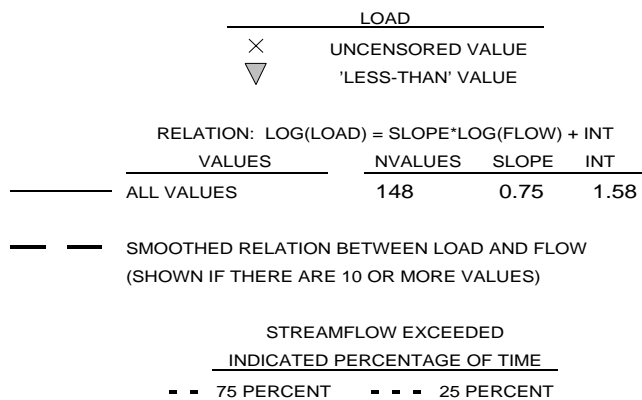 LOAD
UNCENSORED VALUE
'LESS-THAN' VALUE
RELATION: LOG(LOAD) = SLOPE*LOG(FLOW) + INT
VALUES NVALUES SLOPE INT
ALL VALUES 148 0.75 1.58
SMOOTHED RELATION BETWEEN LOAD AND FLOW
(SHOWN IF THERE ARE 10 OR MORE VALUES)
STREAMFLOW EXCEEDED
INDICATED PERCENTAGE OF TIME
75 PERCENT 25 PERCENT